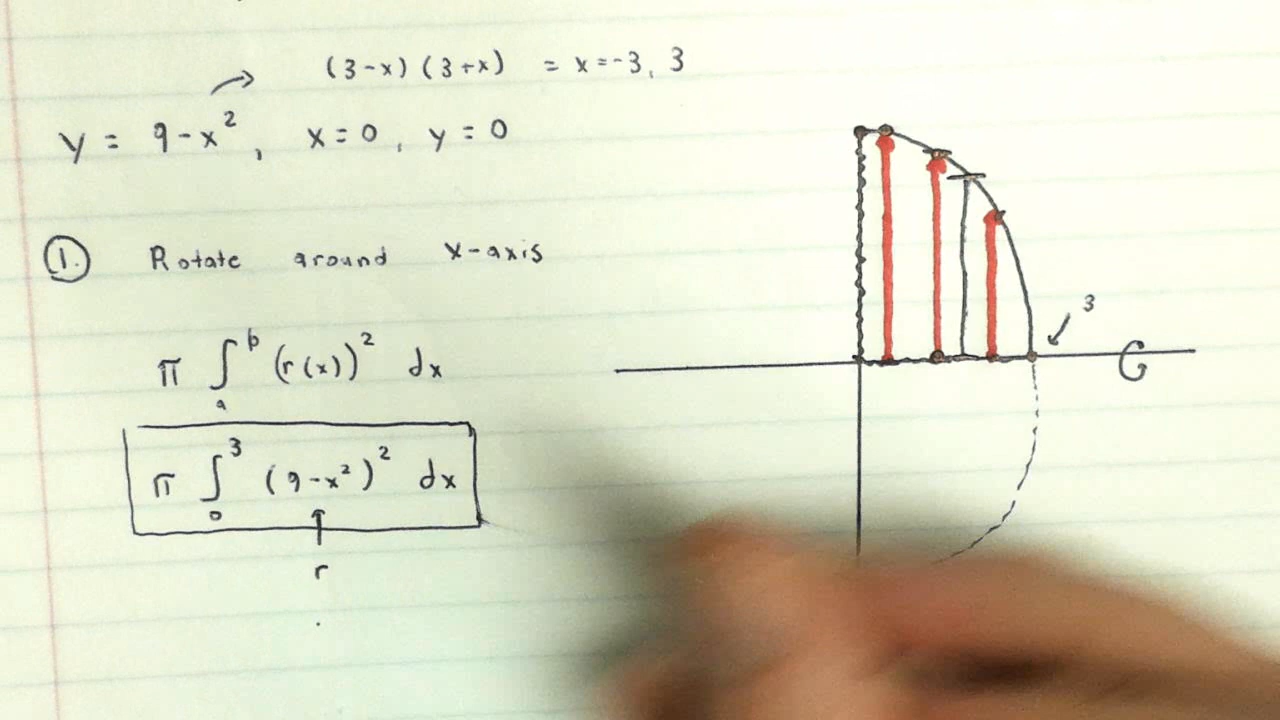 (3-x)(3+x) = x=-3, 3
y = 9-x², x=0, y=0
1. Rotate around x-axis
π ∫ₐᵇ (r(x))² dx
π ∫₀³ (9-x²)² dx
r
3